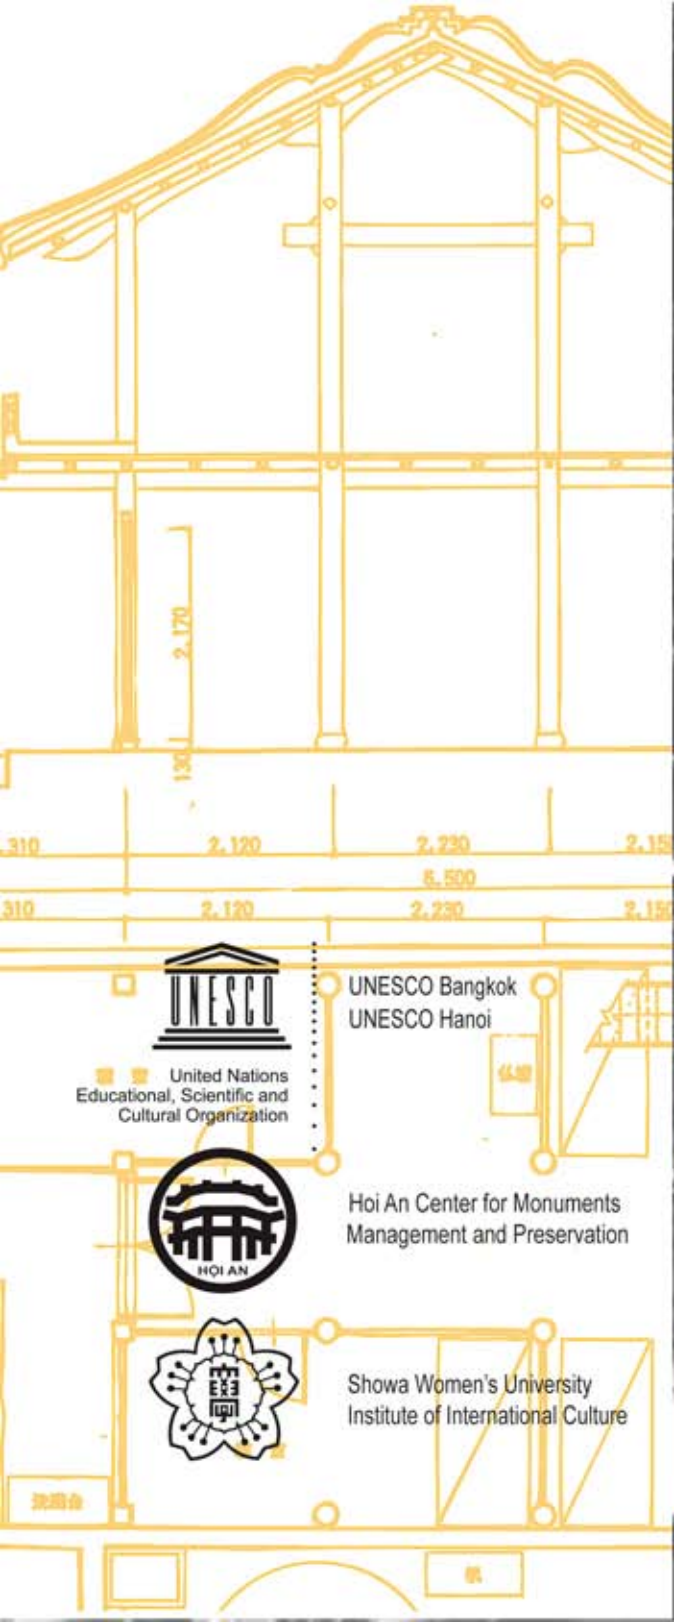 2,170
130
.310
2,120
2,230
2,15
6,500
310
2,120
2,230
2,150
UNESCO
UNESCO Bangkok
UNESCO Hanoi
United Nations
Educational, Scientific and
Cultural Organization
HỘI AN
Hoi An Center for Monuments
Management and Preservation
Showa Women's University
Institute of International Culture
机